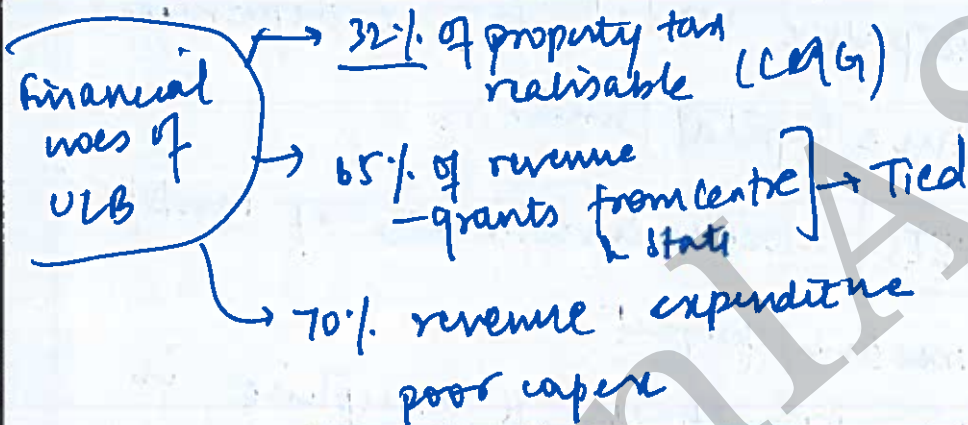 Financial
woes of
ULB
→ 32% of property tax
realisable (CAG)
→ 65% of revenue
- grants from centre
& state
→ Tied
→ 70% revenue expenditure
poor capex
nIAS